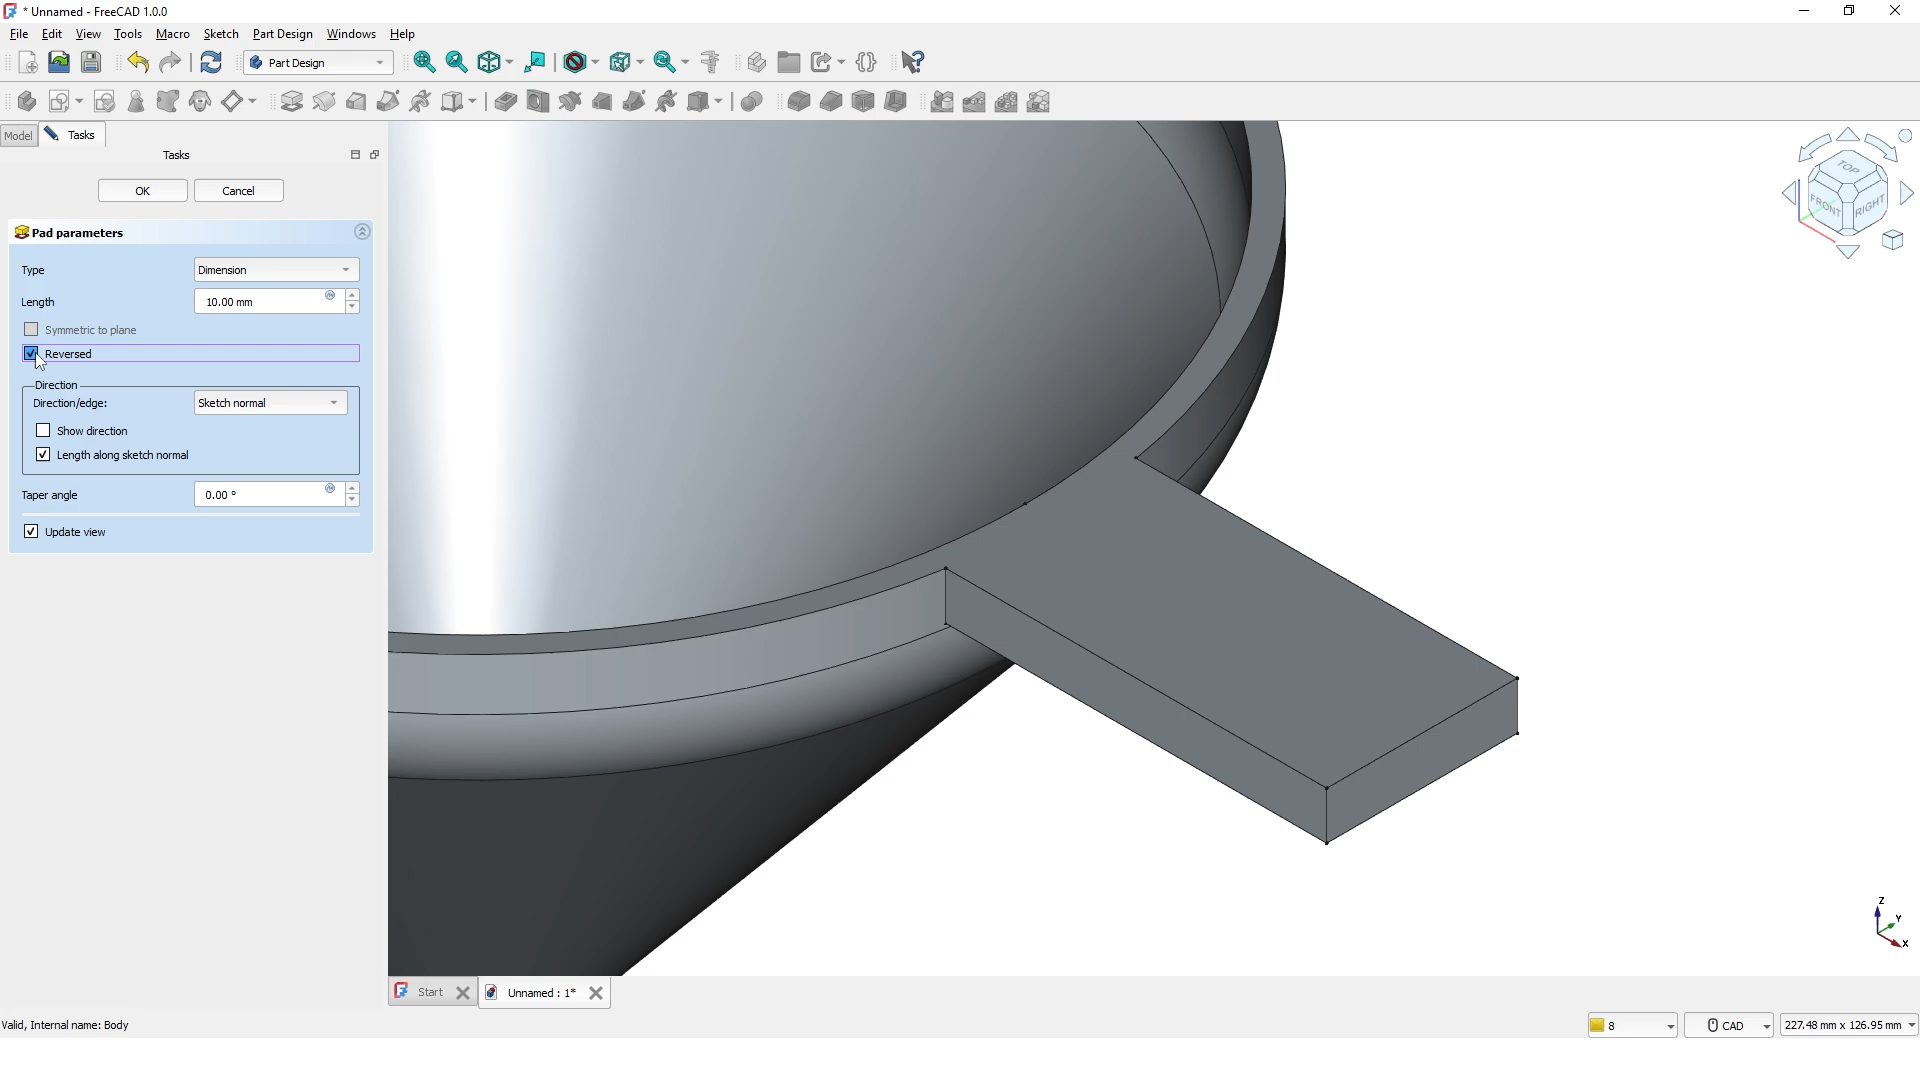 * Unnamed - FreeCAD 1.0.0
File Edit View Tools Macro Sketch Part Design Windows Help
Part Design
Model Tasks
Tasks
OK Cancel
Pad parameters
Type Dimension
Length 10.00 mm
Symmetric to plane
Reversed
Direction
Direction/edge: Sketch normal
Show direction
Length along sketch normal
Taper angle 0.00 °
Update view
TOP
FRONT RIGHT
Z
Y
X
Start Unnamed : 1*
Valid, Internal name: Body
8 CAD 227.48 mm x 126.95 mm